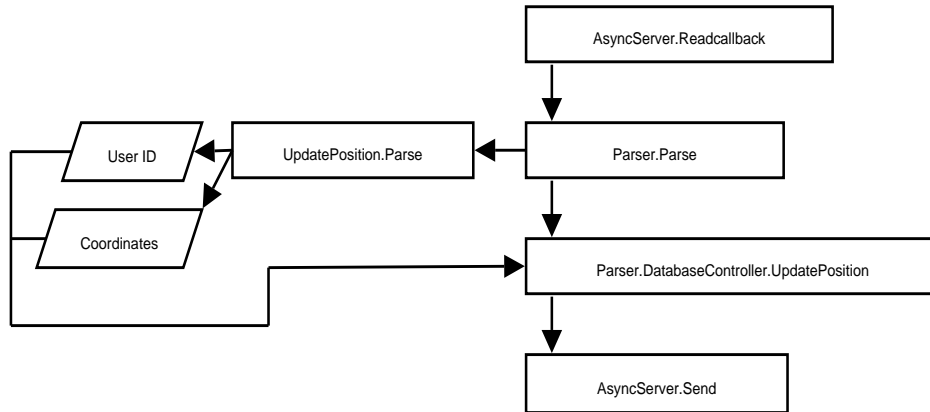 AsyncServer.Readcallback
User ID
UpdatePosition.Parse
Parser.Parse
Coordinates
Parser.DatabaseController.UpdatePosition
AsyncServer.Send